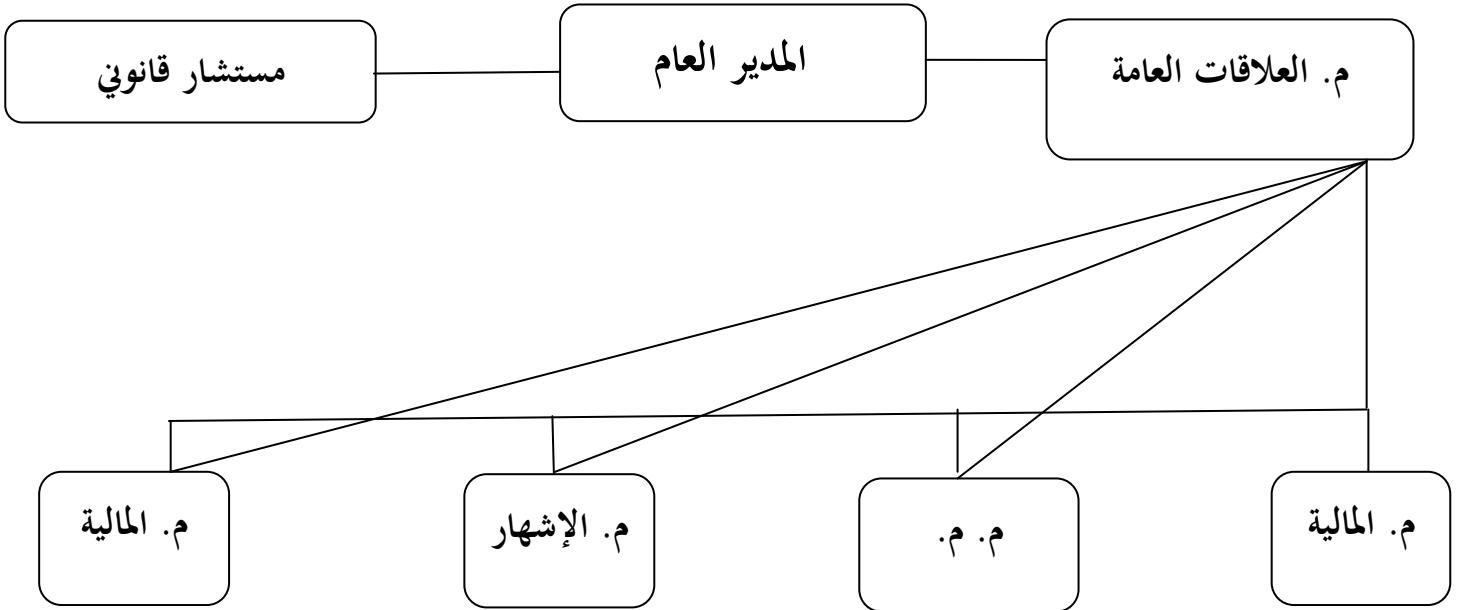 م. العلاقات العامة
المدير العام
مستشار قانوني
م. المالية
م. م.
م. الإشهار
م. المالية